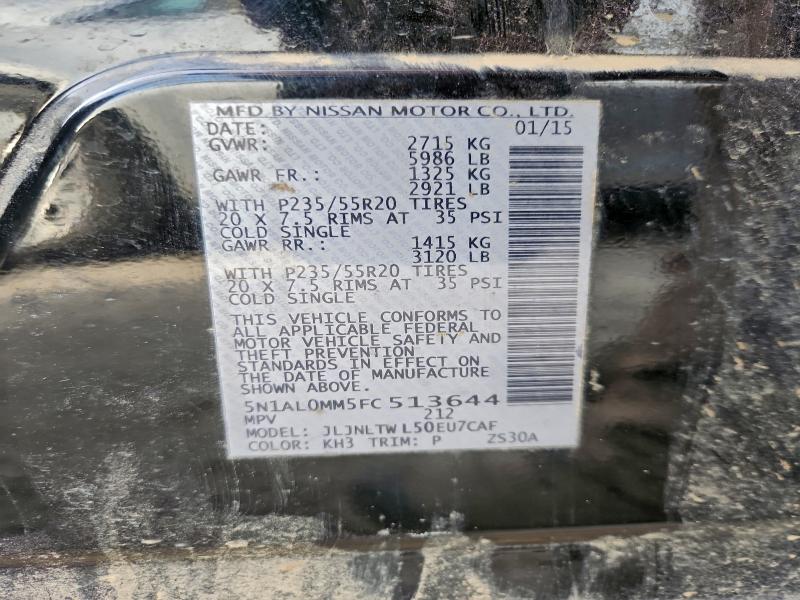 MFD BY NISSAN MOTOR CO., LTD.
DATE: 01/15
GVWR: 2715 KG
5986 LB
GAWR FR.: 1325 KG
2921 LB
WITH P235/55R20 TIRES
20 X 7.5 RIMS AT 35 PSI
COLD SINGLE
GAWR RR.: 1415 KG
3120 LB
WITH P235/55R20 TIRES
20 X 7.5 RIMS AT 35 PSI
COLD SINGLE
THIS VEHICLE CONFORMS TO
ALL APPLICABLE FEDERAL
MOTOR VEHICLE SAFETY AND
THEFT PREVENTION
STANDARDS IN EFFECT ON
THE DATE OF MANUFACTURE
SHOWN ABOVE.
5N1AL0MM5FC 513644
MPV 212
MODEL: JLJNLTW L50EU7CAF
COLOR: KH3 TRIM: P ZS30A